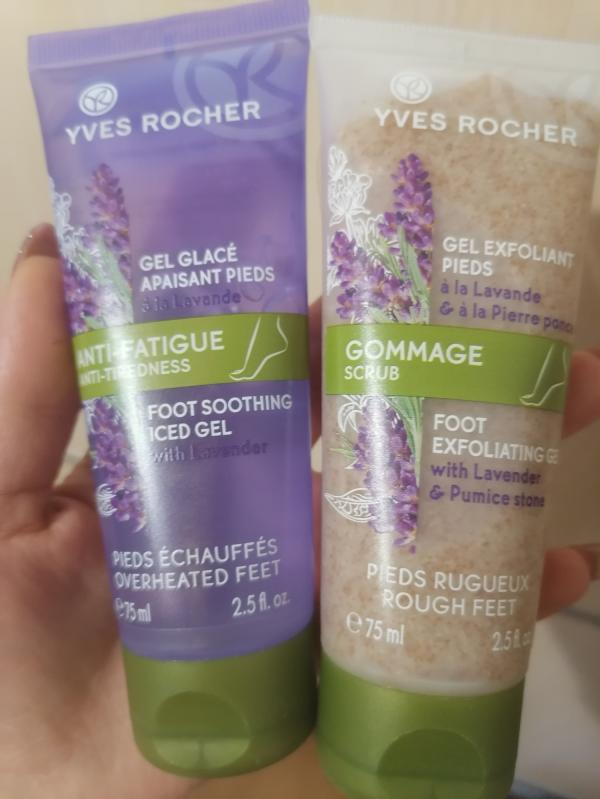 YVES ROCHER
GEL GLACÉ
APAISANT PIEDS
à la Lavande
ANTI-FATIGUE
ANTI-TIREDNESS
FOOT SOOTHING
ICED GEL
with Lavender
PIEDS ÉCHAUFFÉS
OVERHEATED FEET
℮75 ml
2.5 fl. oz.
YVES ROCHER
GEL EXFOLIANT
PIEDS
à la Lavande
& à la Pierre ponce
GOMMAGE
SCRUB
FOOT
EXFOLIATING GEL
with Lavender
& Pumice stone
PIEDS RUGUEUX
ROUGH FEET
℮ 75 ml
2.5 fl.